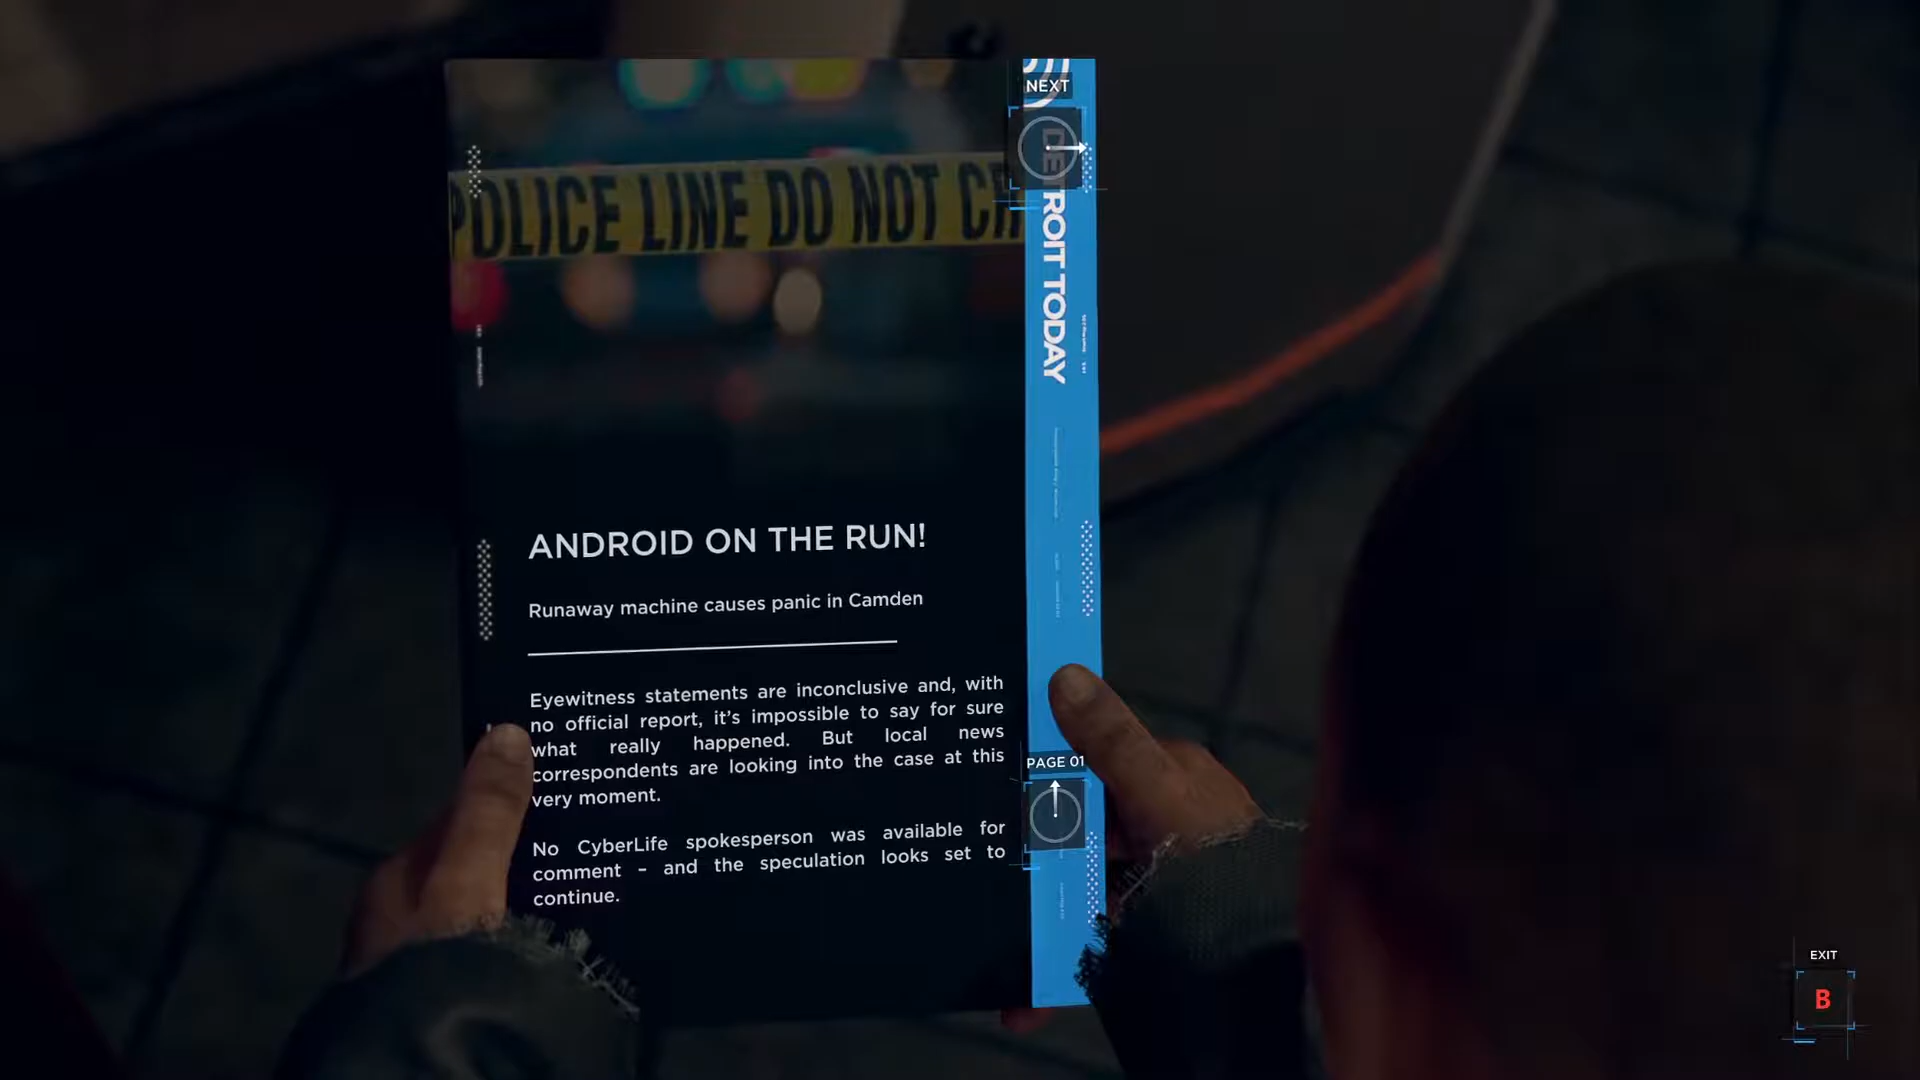 NEXT
DETROIT TODAY
POLICE LINE DO NOT CR
ANDROID ON THE RUN!
Runaway machine causes panic in Camden
Eyewitness statements are inconclusive and, with
no official report, it's impossible to say for sure
what really happened. But local news
correspondents are looking into the case at this
very moment.
No CyberLife spokesperson was available for
comment – and the speculation looks set to
continue.
PAGE 01
EXIT
B